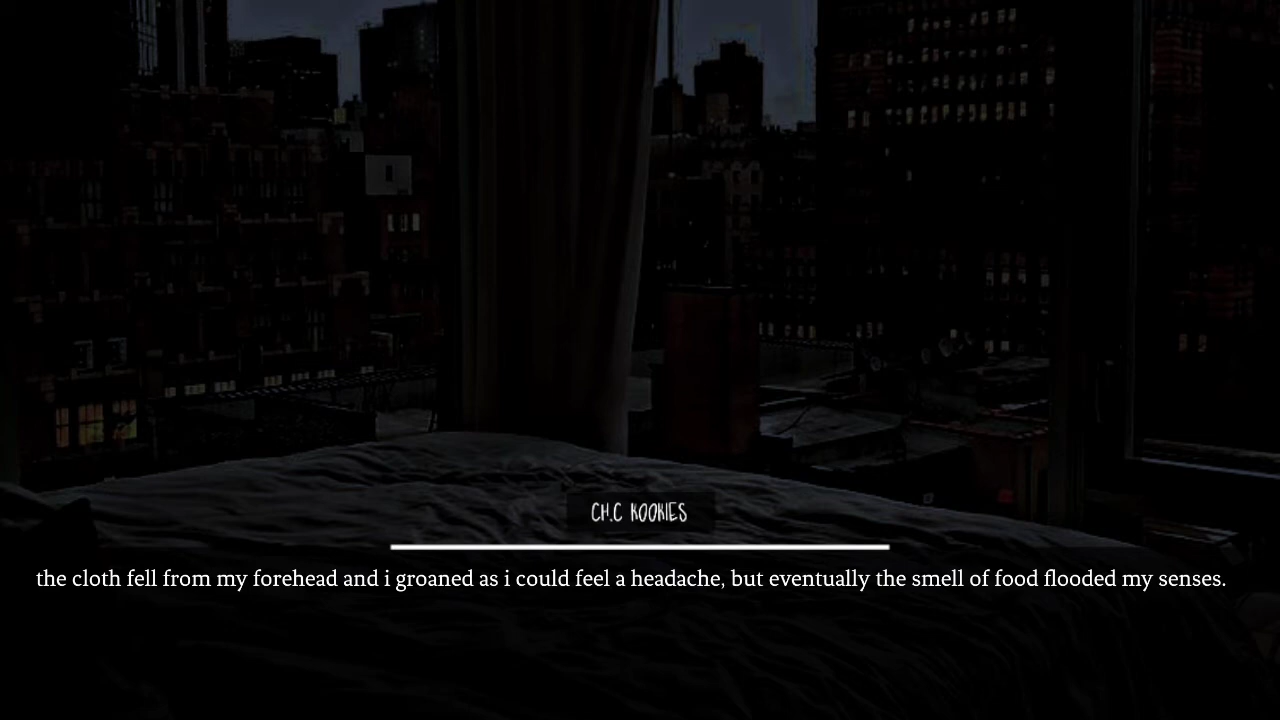 CH.C KOOKIES
the cloth fell from my forehead and i groaned as i could feel a headache, but eventually the smell of food flooded my senses.